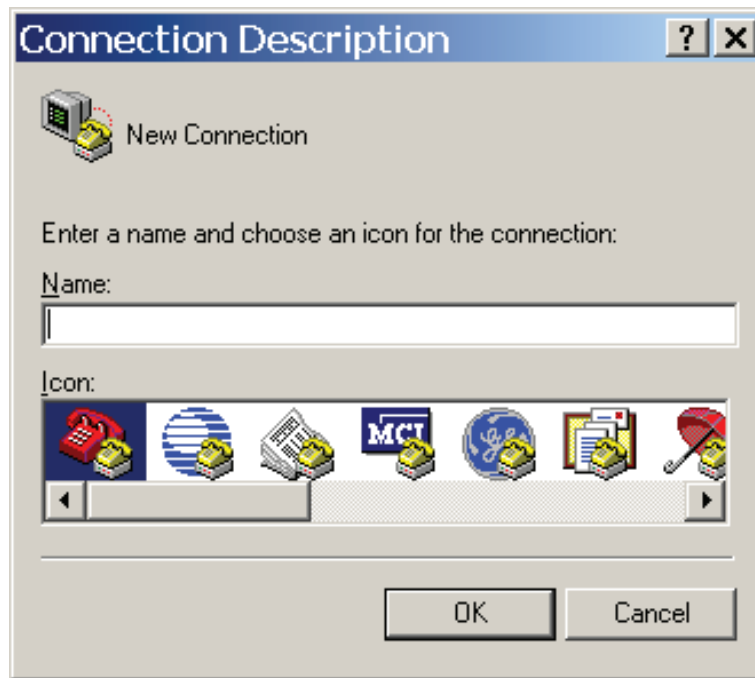 Connection Description
New Connection
Enter a name and choose an icon for the connection:
Name:
Icon:
MCI
OK Cancel